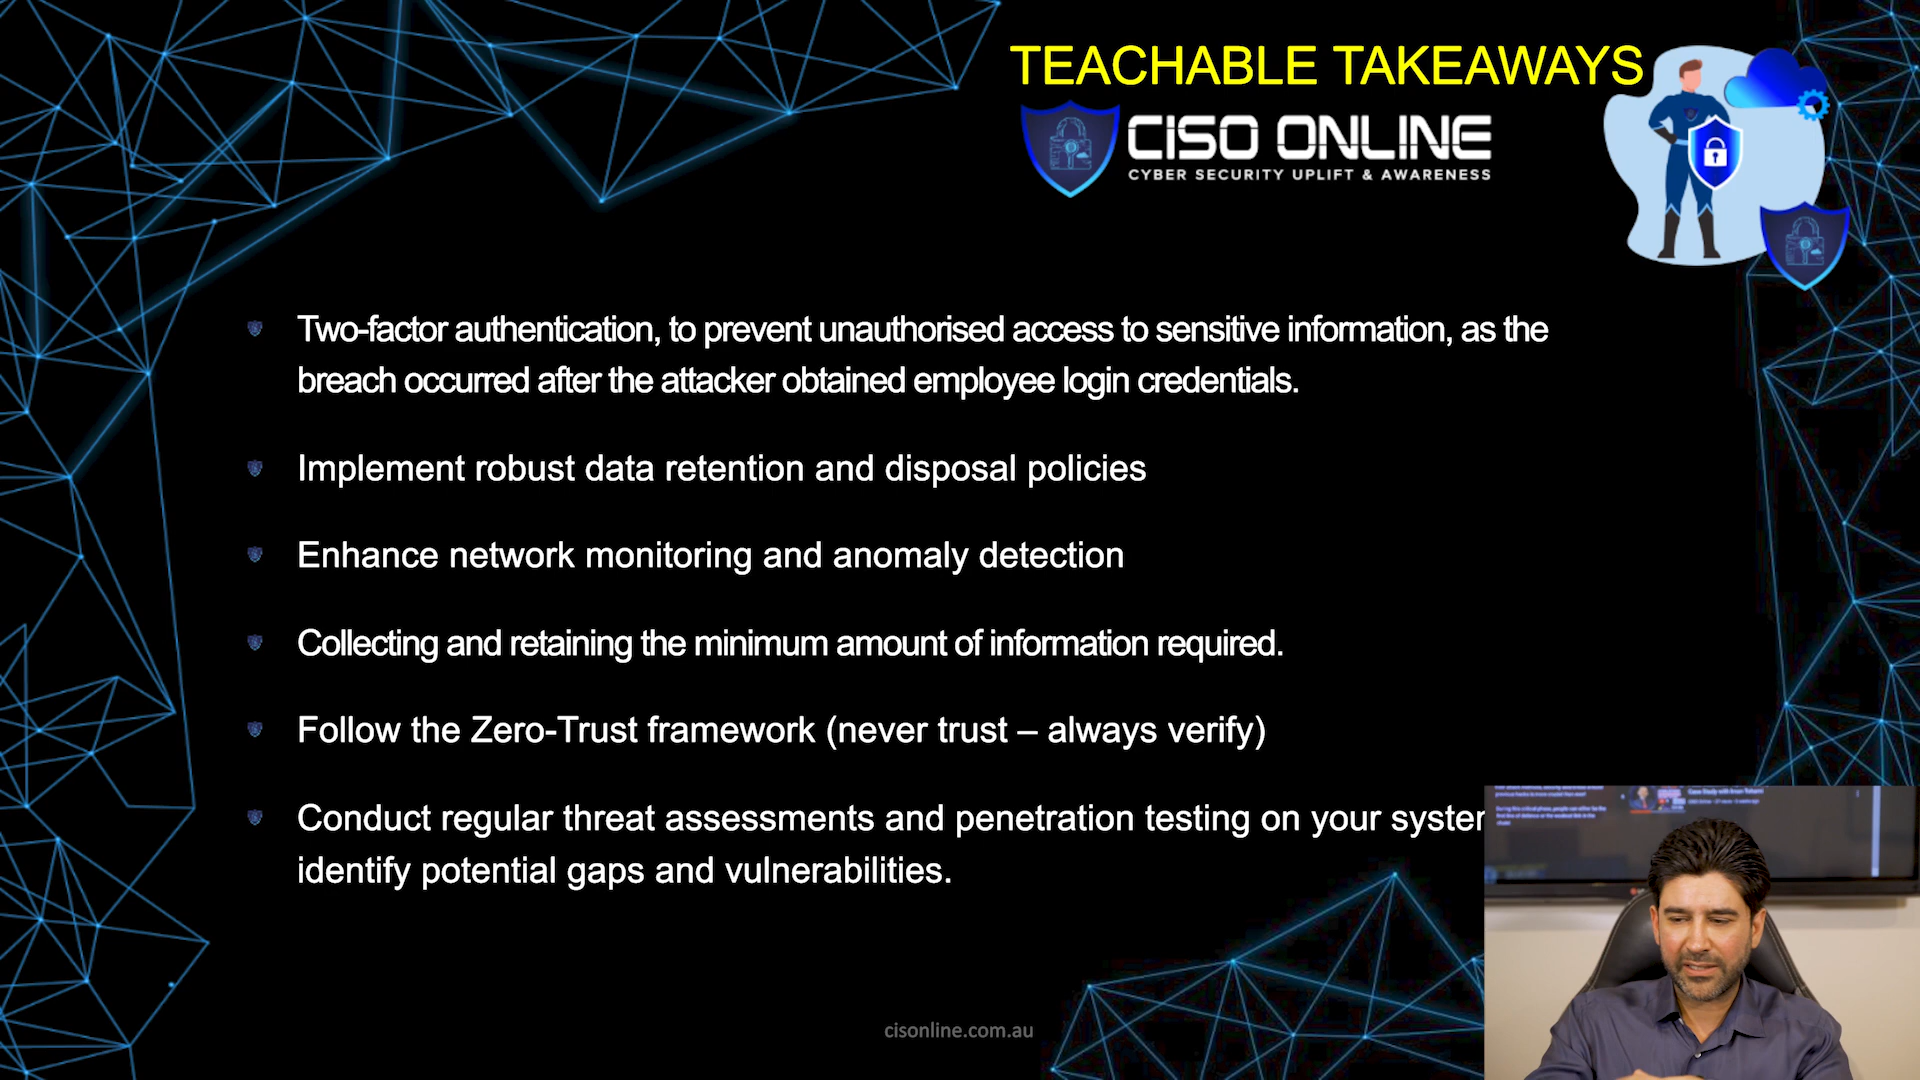 TEACHABLE TAKEAWAYS
CISO ONLINE
CYBER SECURITY UPLIFT & AWARENESS
Two-factor authentication, to prevent unauthorised access to sensitive information, as the
breach occurred after the attacker obtained employee login credentials.
Implement robust data retention and disposal policies
Enhance network monitoring and anomaly detection
Collecting and retaining the minimum amount of information required.
Follow the Zero-Trust framework (never trust – always verify)
Conduct regular threat assessments and penetration testing on your syster
identify potential gaps and vulnerabilities.
cisonline.com.au